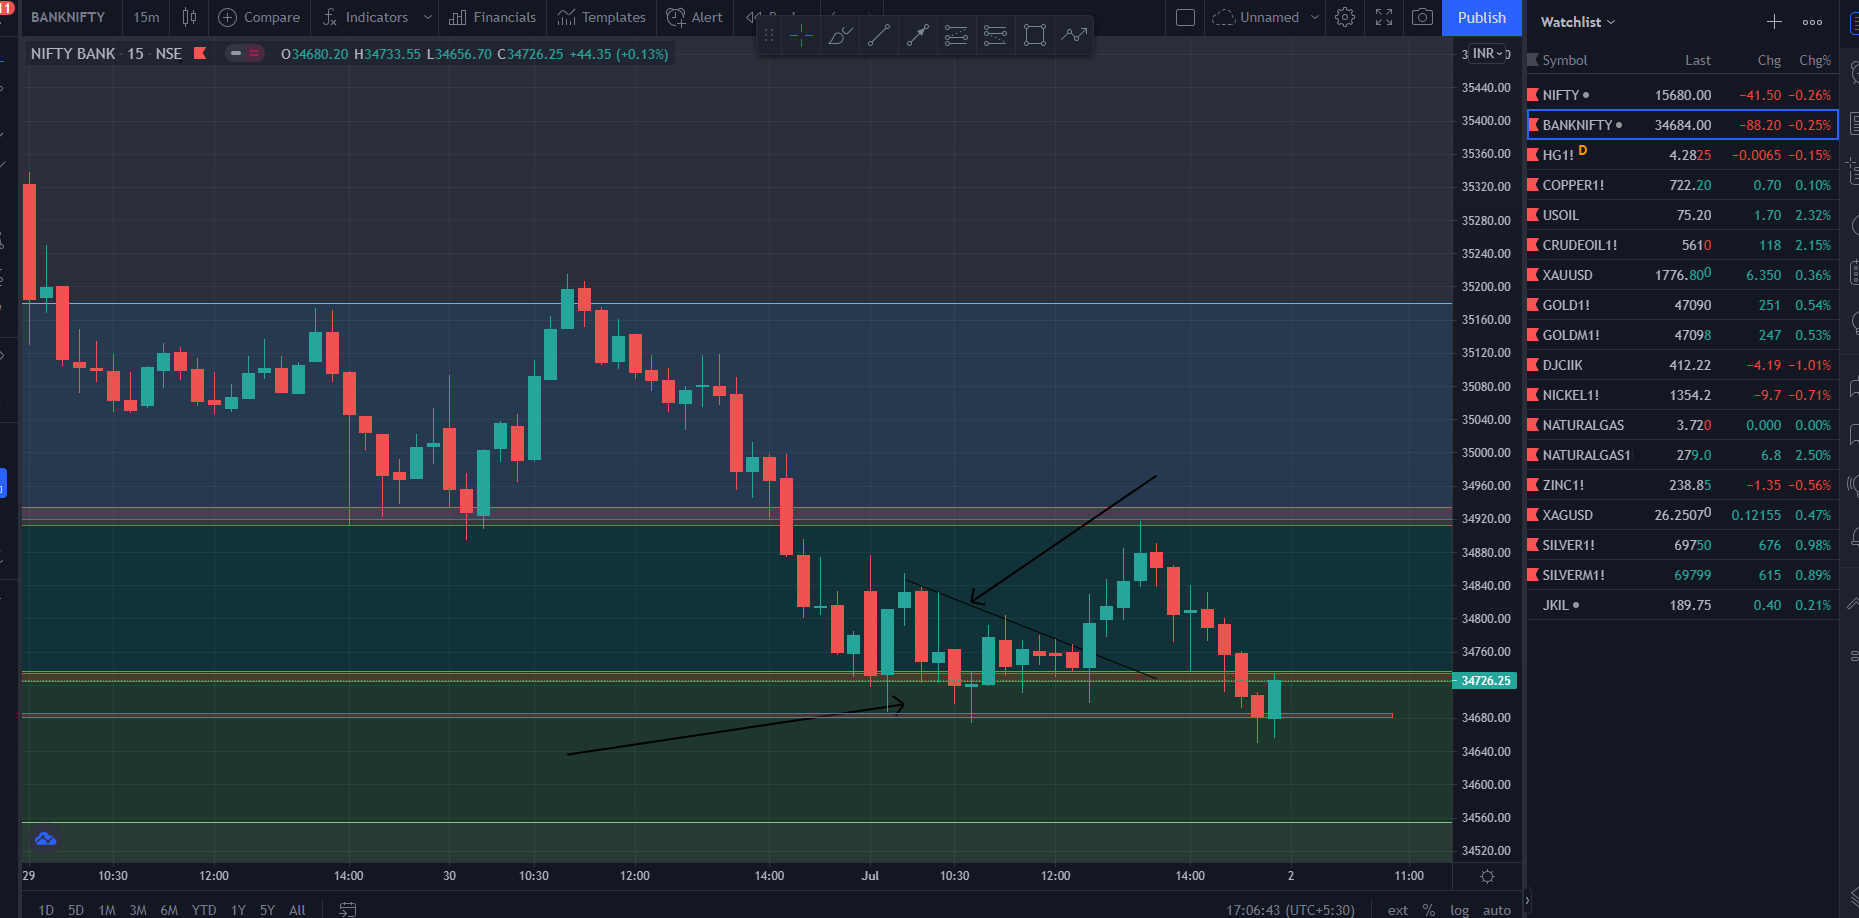 1
BANKNIFTY 15m Compare Indicators Financials Templates Alert Unnamed Publish
NIFTY BANK · 15 · NSE O34680.20 H34733.55 L34656.70 C34726.25 +44.35 (+0.13%)
INR
35440.00
35400.00
35360.00
35320.00
35280.00
35240.00
35200.00
35160.00
35120.00
35080.00
35040.00
35000.00
34960.00
34920.00
34880.00
34840.00
34800.00
34760.00
34726.25
34680.00
34640.00
34600.00
34560.00
34520.00
29 10:30 12:00 14:00 30 10:30 12:00 14:00 Jul 10:30 12:00 14:00 2 11:00
1D 5D 1M 3M 6M YTD 1Y 5Y All 17:06:43 (UTC+5:30) ext % log auto
Watchlist
Symbol Last Chg Chg%
NIFTY 15680.00 −41.50 −0.26%
BANKNIFTY 34684.00 −88.20 −0.25%
HG1! D 4.2825 −0.0065 −0.15%
COPPER1! 722.20 0.70 0.10%
USOIL 75.20 1.70 2.32%
CRUDEOIL1! 5610 118 2.15%
XAUUSD 1776.800 6.350 0.36%
GOLD1! 47090 251 0.54%
GOLDM1! 47098 247 0.53%
DJCIIK 412.22 −4.19 −1.01%
NICKEL1! 1354.2 −9.7 −0.71%
NATURALGAS 3.720 0.000 0.00%
NATURALGAS1 279.0 6.8 2.50%
ZINC1! 238.85 −1.35 −0.56%
XAGUSD 26.25070 0.12155 0.47%
SILVER1! 69750 676 0.98%
SILVERM1! 69799 615 0.89%
JKIL 189.75 0.40 0.21%